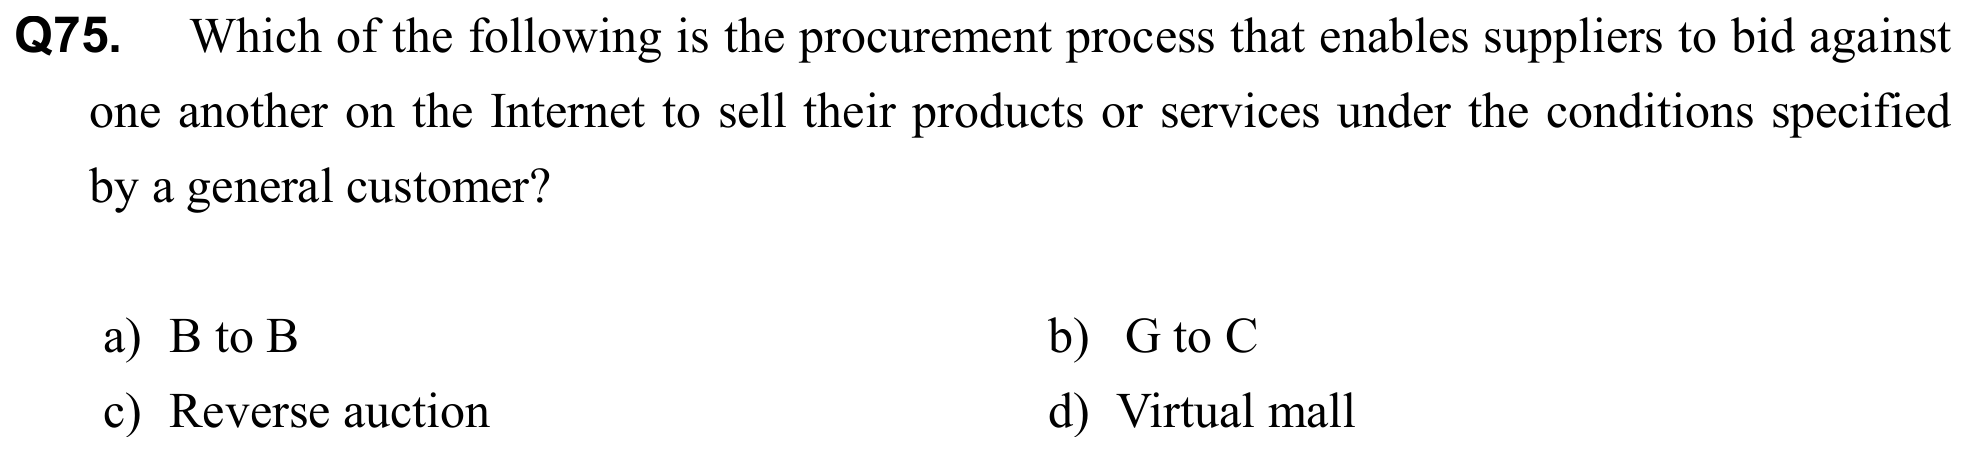 Q75. Which of the following is the procurement process that enables suppliers to bid against
one another on the Internet to sell their products or services under the conditions specified
by a general customer?
a) B to B b) G to C
c) Reverse auction d) Virtual mall